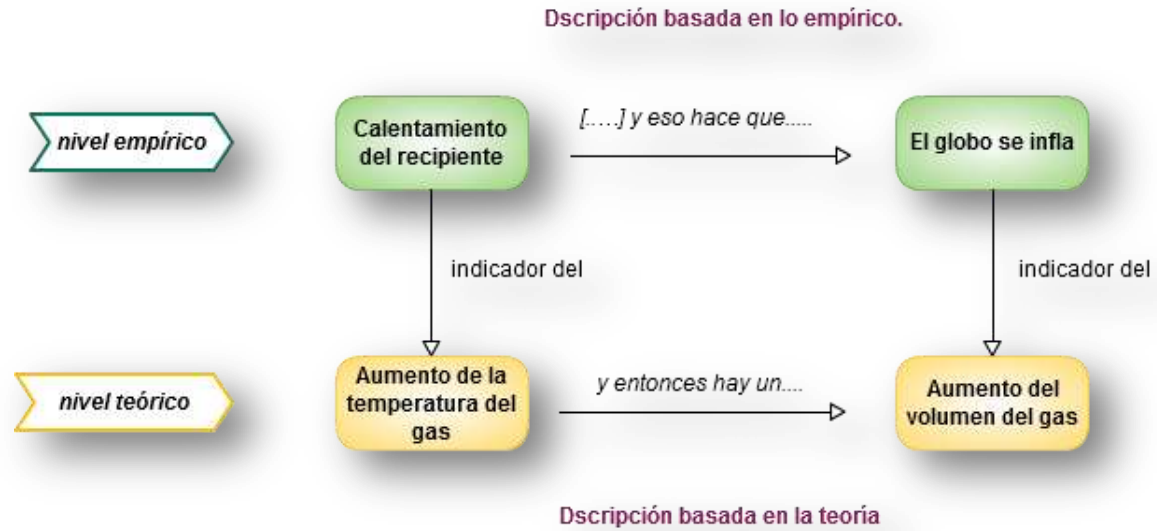 Dscripción basada en lo empírico.
nivel empírico
Calentamiento
del recipiente
[.....] y eso hace que.....
El globo se infla
indicador del
indicador del
nivel teórico
Aumento de la
temperatura del
gas
y entonces hay un....
Aumento del
volumen del gas
Dscripción basada en la teoría